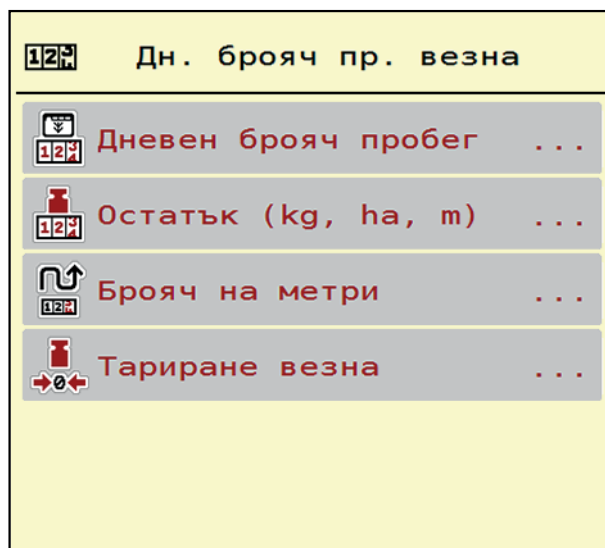 Дн. брояч пр. везна
Дневен брояч пробег ...
Остатък (kg, ha, m) ...
Брояч на метри ...
Тариране везна ...